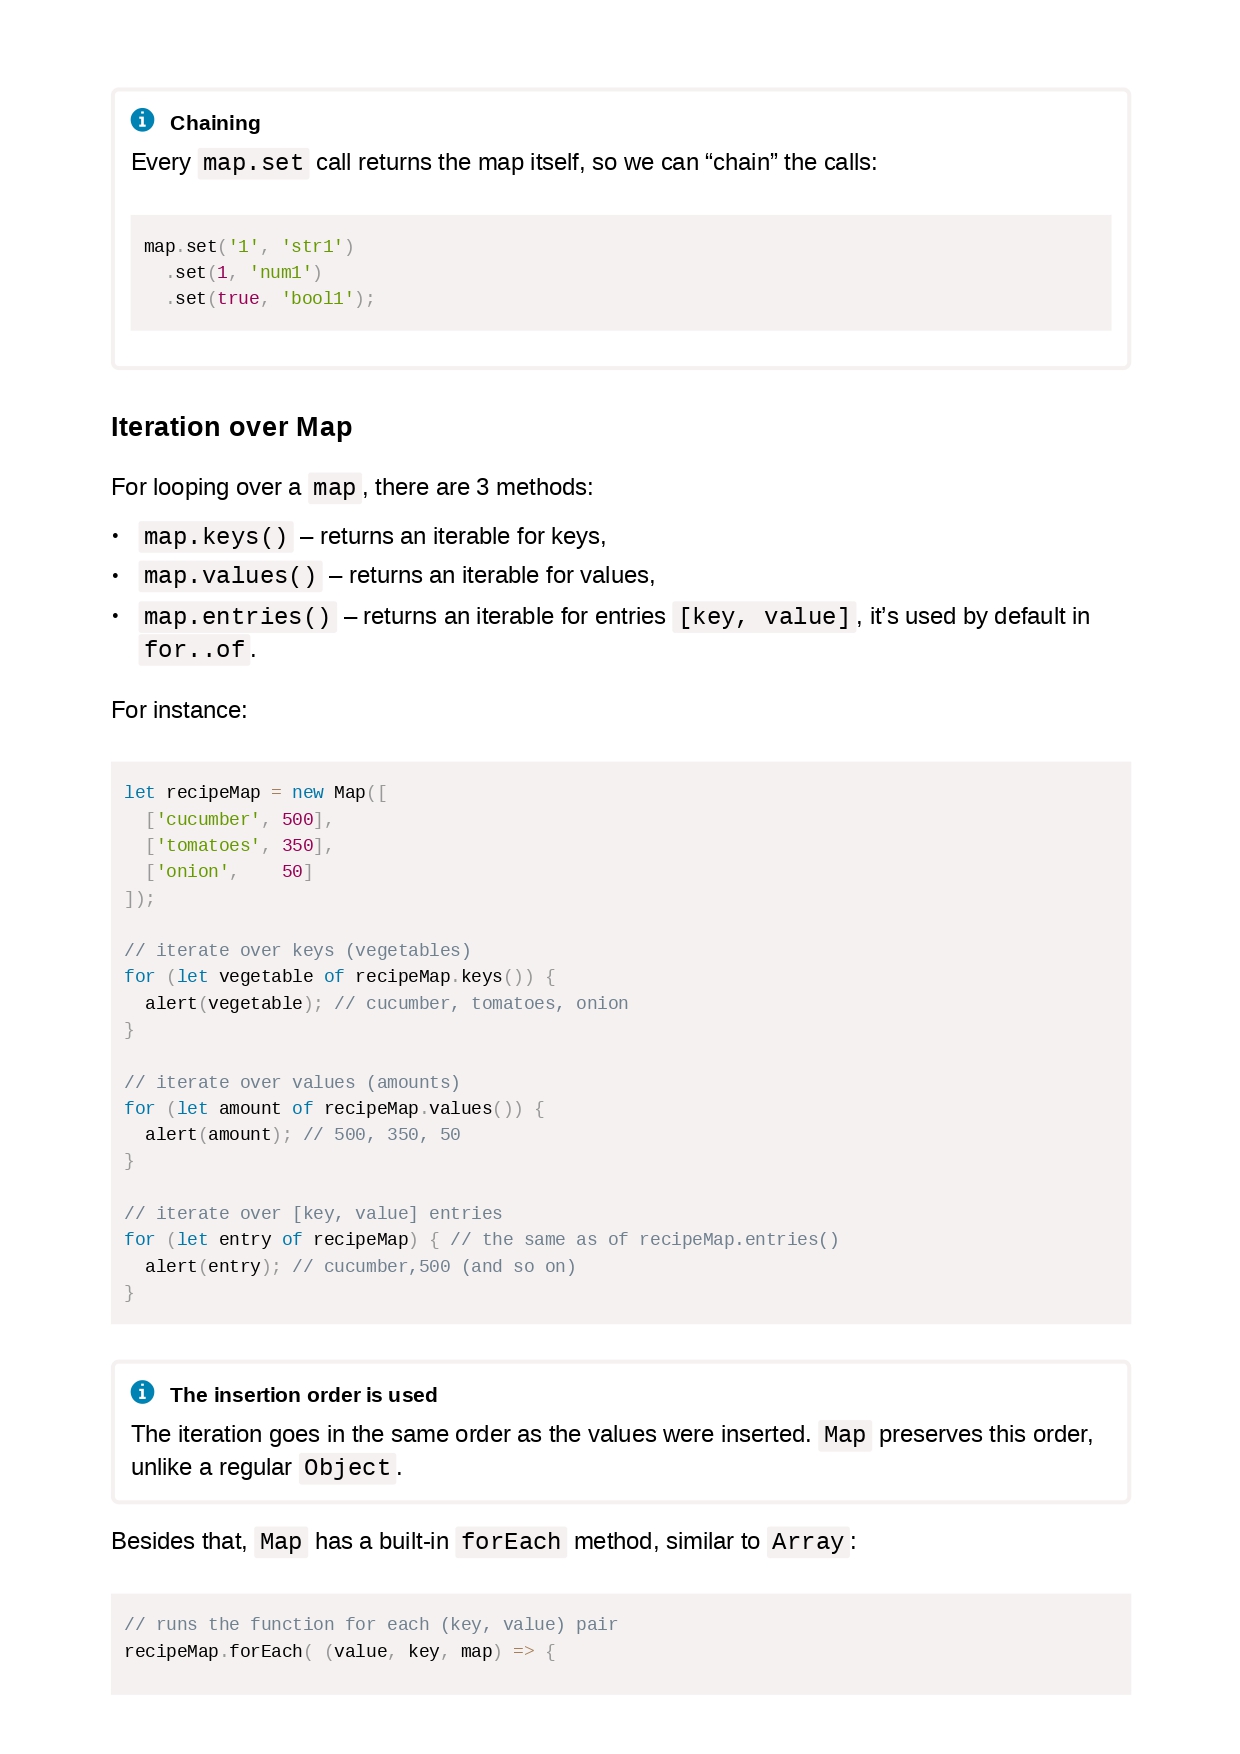 Chaining
Every map.set call returns the map itself, so we can “chain” the calls:
map.set('1', 'str1')
  .set(1, 'num1')
  .set(true, 'bool1');
Iteration over Map
For looping over a map, there are 3 methods:
• map.keys() – returns an iterable for keys,
• map.values() – returns an iterable for values,
• map.entries() – returns an iterable for entries [key, value], it’s used by default in
for..of.
For instance:
let recipeMap = new Map([
  ['cucumber', 500],
  ['tomatoes', 350],
  ['onion',    50]
]);
// iterate over keys (vegetables)
for (let vegetable of recipeMap.keys()) {
  alert(vegetable); // cucumber, tomatoes, onion
}
// iterate over values (amounts)
for (let amount of recipeMap.values()) {
  alert(amount); // 500, 350, 50
}
// iterate over [key, value] entries
for (let entry of recipeMap) { // the same as of recipeMap.entries()
  alert(entry); // cucumber,500 (and so on)
}
The insertion order is used
The iteration goes in the same order as the values were inserted. Map preserves this order,
unlike a regular Object.
Besides that, Map has a built-in forEach method, similar to Array:
// runs the function for each (key, value) pair
recipeMap.forEach( (value, key, map) => {